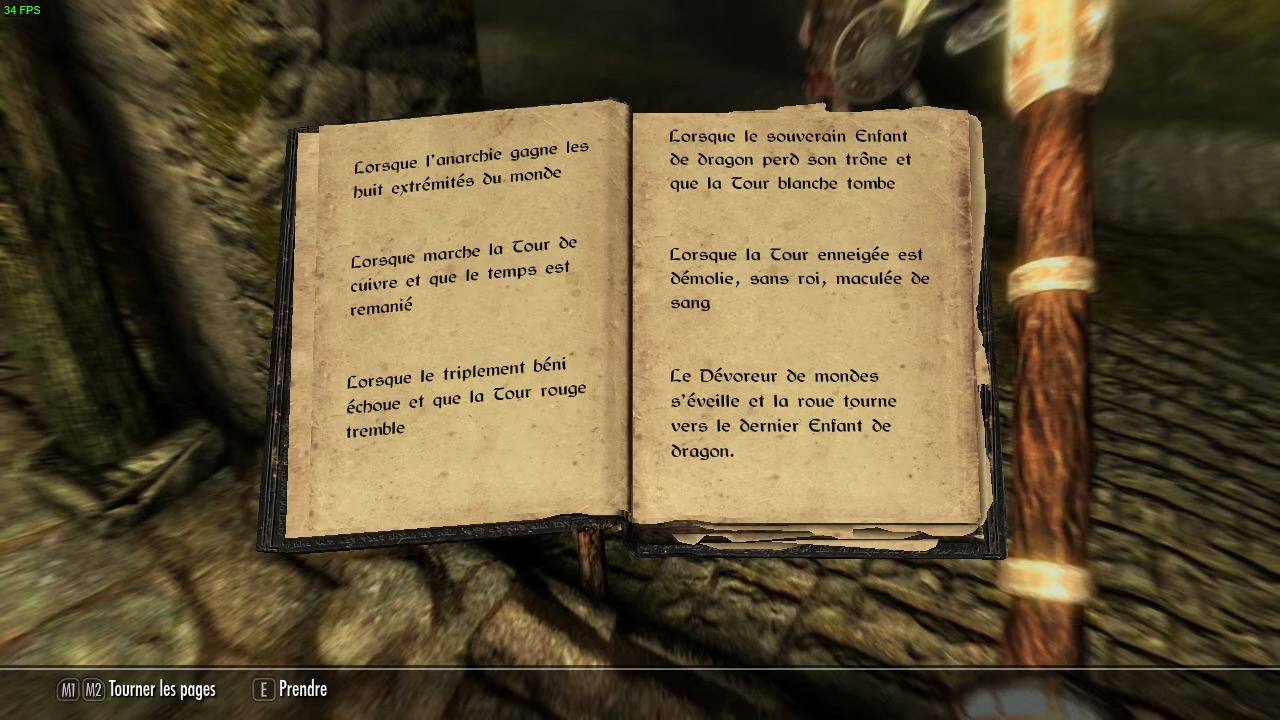 34 FPS
Lorsque l'anarchie gagne les
huit extrémités du monde
Lorsque marche la Tour de
cuivre et que le temps est
remanié
Lorsque le triplement béni
échoue et que la Tour rouge
tremble
Lorsque le souverain Enfant
de dragon perd son trône et
que la Tour blanche tombe
Lorsque la Tour enneigée est
démolie, sans roi, maculée de
sang
Le Dévoreur de mondes
s'éveille et la roue tourne
vers le dernier Enfant de
dragon.
M1 M2 Tourner les pages E Prendre